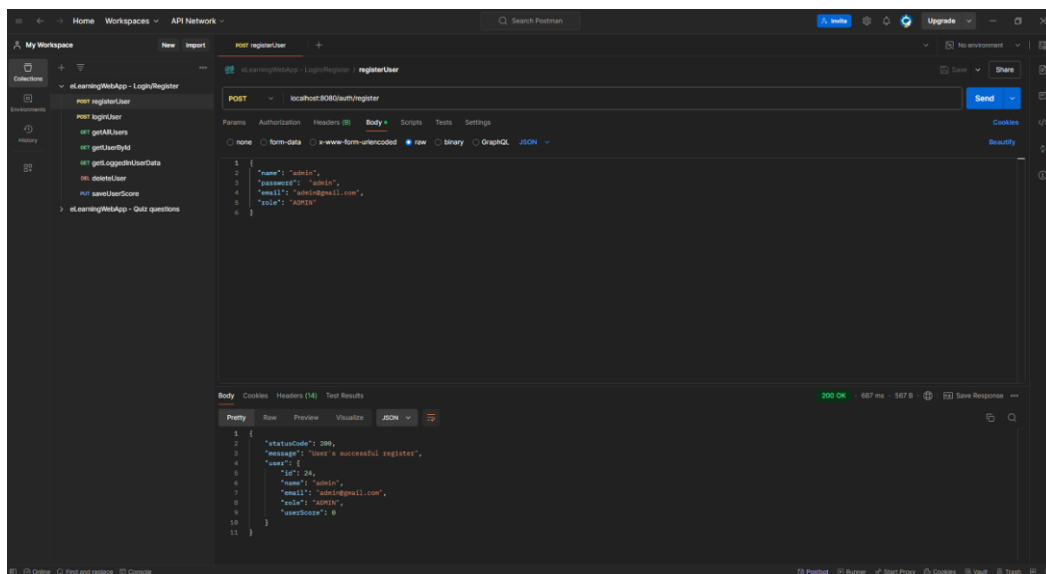 Home Workspaces API Network
Search Postman
Invite
Upgrade
My Workspace
New Import
POST registerUser
No environment
Collections
eLearningWebApp - Login/Register
eLearningWebApp - Login/Register / registerUser
Save
Share
POST registerUser
POST localhost:8080/auth/register
Send
Environments
POST loginUser
GET getAllUsers
Params Authorization Headers (9) Body Scripts Tests Settings
Cookies
History
GET getUserById
none form-data x-www-form-urlencoded raw binary GraphQL JSON
Beautify
GET getLoggedInUserData
DEL deleteUser
PUT saveUserScore
eLearningWebApp - Quiz questions
1 {
2 "name": "admin",
3 "password": "admin",
4 "email": "admin@gmail.com",
5 "role": "ADMIN"
6 }
Body Cookies Headers (14) Test Results
200 OK 687 ms 567 B Save Response
Pretty Raw Preview Visualize JSON
1 {
2 "statusCode": 200,
3 "message": "User's successful register",
4 "user": {
5 "id": 24,
6 "name": "admin",
7 "email": "admin@gmail.com",
8 "role": "ADMIN",
9 "userScore": 0
10 }
11 }
Online Find and replace Console
Postbot Runner Start Proxy Cookies Vault Trash